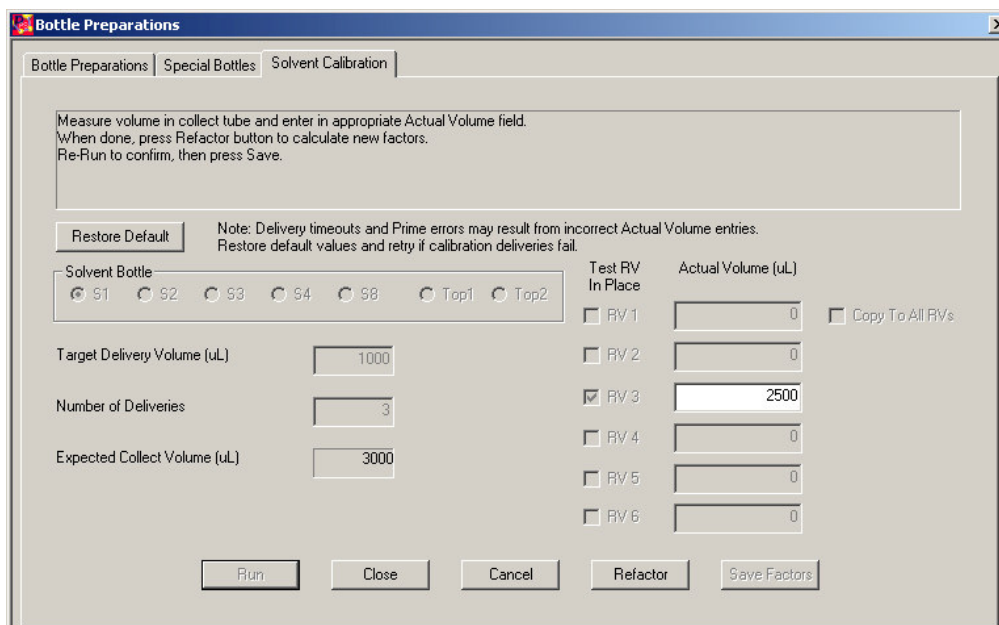 Bottle Preparations
Bottle Preparations Special Bottles Solvent Calibration
Measure volume in collect tube and enter in appropriate Actual Volume field.
When done, press Refactor button to calculate new factors.
Re-Run to confirm, then press Save.
Restore Default
Note: Delivery timeouts and Prime errors may result from incorrect Actual Volume entries.
Restore default values and retry if calibration deliveries fail.
Solvent Bottle
S1 S2 S3 S4 S8 Top1 Top2
Target Delivery Volume (uL) 1000
Number of Deliveries 3
Expected Collect Volume (uL) 3000
Test RV
In Place
Actual Volume (uL)
RV 1 0 Copy To All RVs
RV 2 0
RV 3 2500
RV 4 0
RV 5 0
RV 6 0
Run Close Cancel Refactor Save Factors